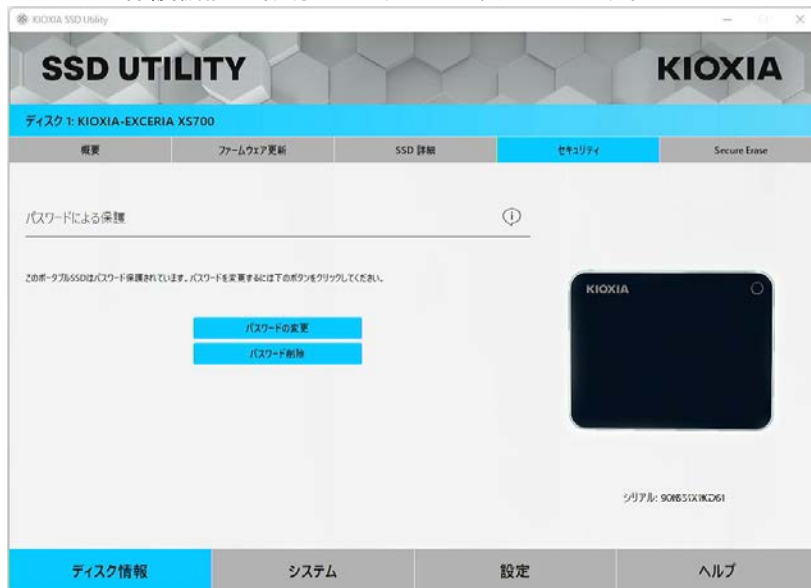 KIOXIA SSD Utility
SSD UTILITY
KIOXIA
ディスク 1: KIOXIA-EXCERIA XS700
概要
ファームウェア更新
SSD 詳細
セキュリティ
Secure Erase
パスワードによる保護
このポータブルSSDはパスワード保護されています。パスワードを変更するには下のボタンをクリックしてください。
パスワードの変更
パスワード削除
KIOXIA
シリアル:
ディスク情報
システム
設定
ヘルプ